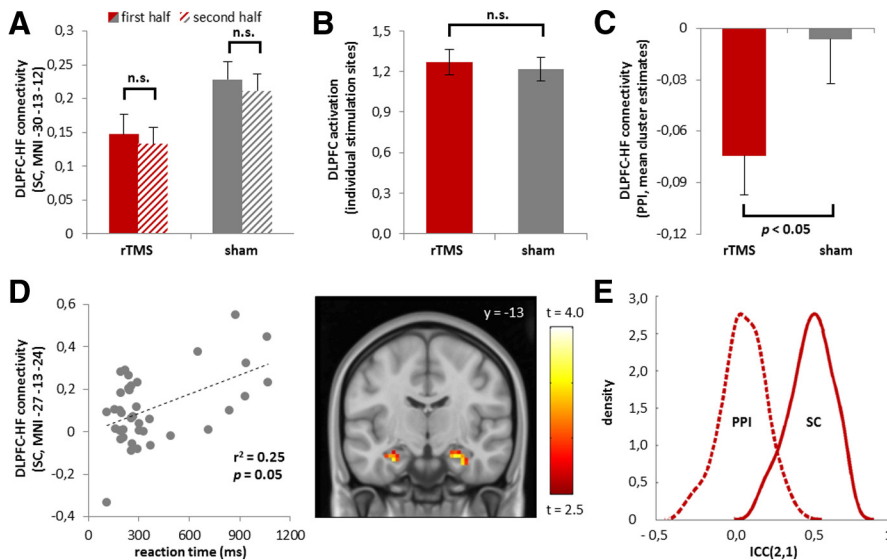 A
first half
second half
DLPFC-HF connectivity
(SC, MNI -30 -13 -12)
0,3
0,25
0,2
0,15
0,1
0,05
0
n.s.
n.s.
rTMS
sham
B
DLPFC activation
(individual stimulation sites)
1,5
1,2
0,9
0,6
0,3
0,0
n.s.
rTMS
sham
C
DLPFC-HF connectivity
(PPI, mean cluster estimates)
0
-0,03
-0,06
-0,09
-0,12
p < 0.05
rTMS
sham
D
DLPFC-HF connectivity
(SC, MNI -27 -13 -24)
0,6
0,4
0,2
0
-0,2
-0,4
r² = 0.25
p = 0.05
0
300
600
900
1200
reaction time (ms)
y = -13
t = 4.0
t = 2.5
E
density
3,0
2,5
2,0
1,5
1,0
0,5
0
PPI
SC
- 0,5
0
0,5
1
ICC(2,1)